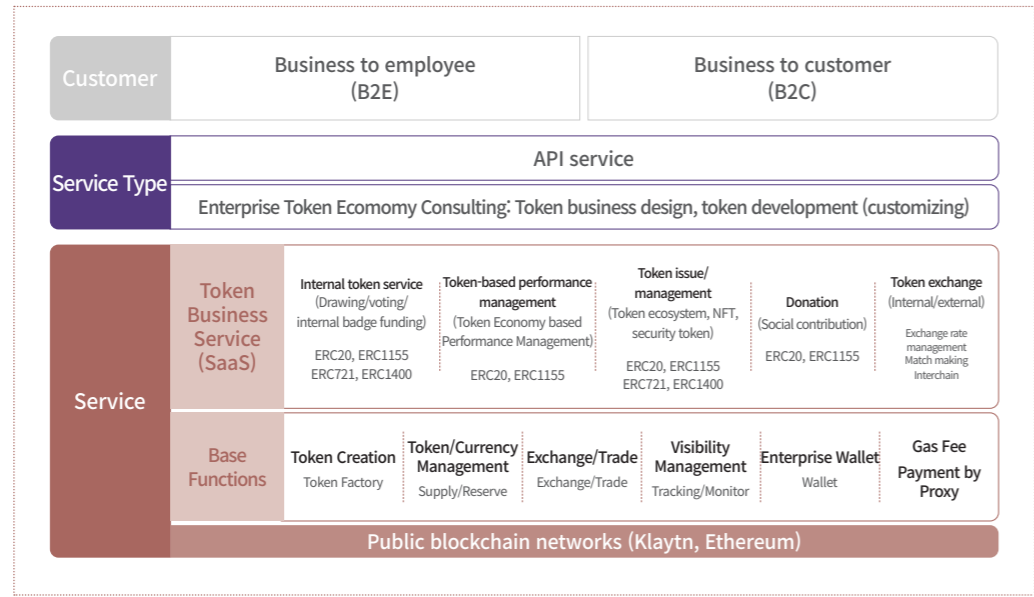 Customer
Business to employee
(B2E)
Business to customer
(B2C)
Service Type
API service
Enterprise Token Ecomomy Consulting: Token business design, token development (customizing)
Service
Token
Business
Service
(SaaS)
Internal token service
(Drawing/voting/
internal badge funding)
ERC20, ERC1155
ERC721, ERC1400
Token-based performance
management
(Token Economy based
Performance Management)
ERC20, ERC1155
Token issue/
management
(Token ecosystem, NFT,
security token)
ERC20, ERC1155
ERC721, ERC1400
Donation
(Social contribution)
ERC20, ERC1155
Token exchange
(Internal/external)
Exchange rate
management
Match making
Interchain
Base
Functions
Token Creation
Token Factory
Token/Currency
Management
Supply/Reserve
Exchange/Trade
Exchange/Trade
Visibility
Management
Tracking/Monitor
Enterprise Wallet
Wallet
Gas Fee
Payment by
Proxy
Public blockchain networks (Klaytn, Ethereum)